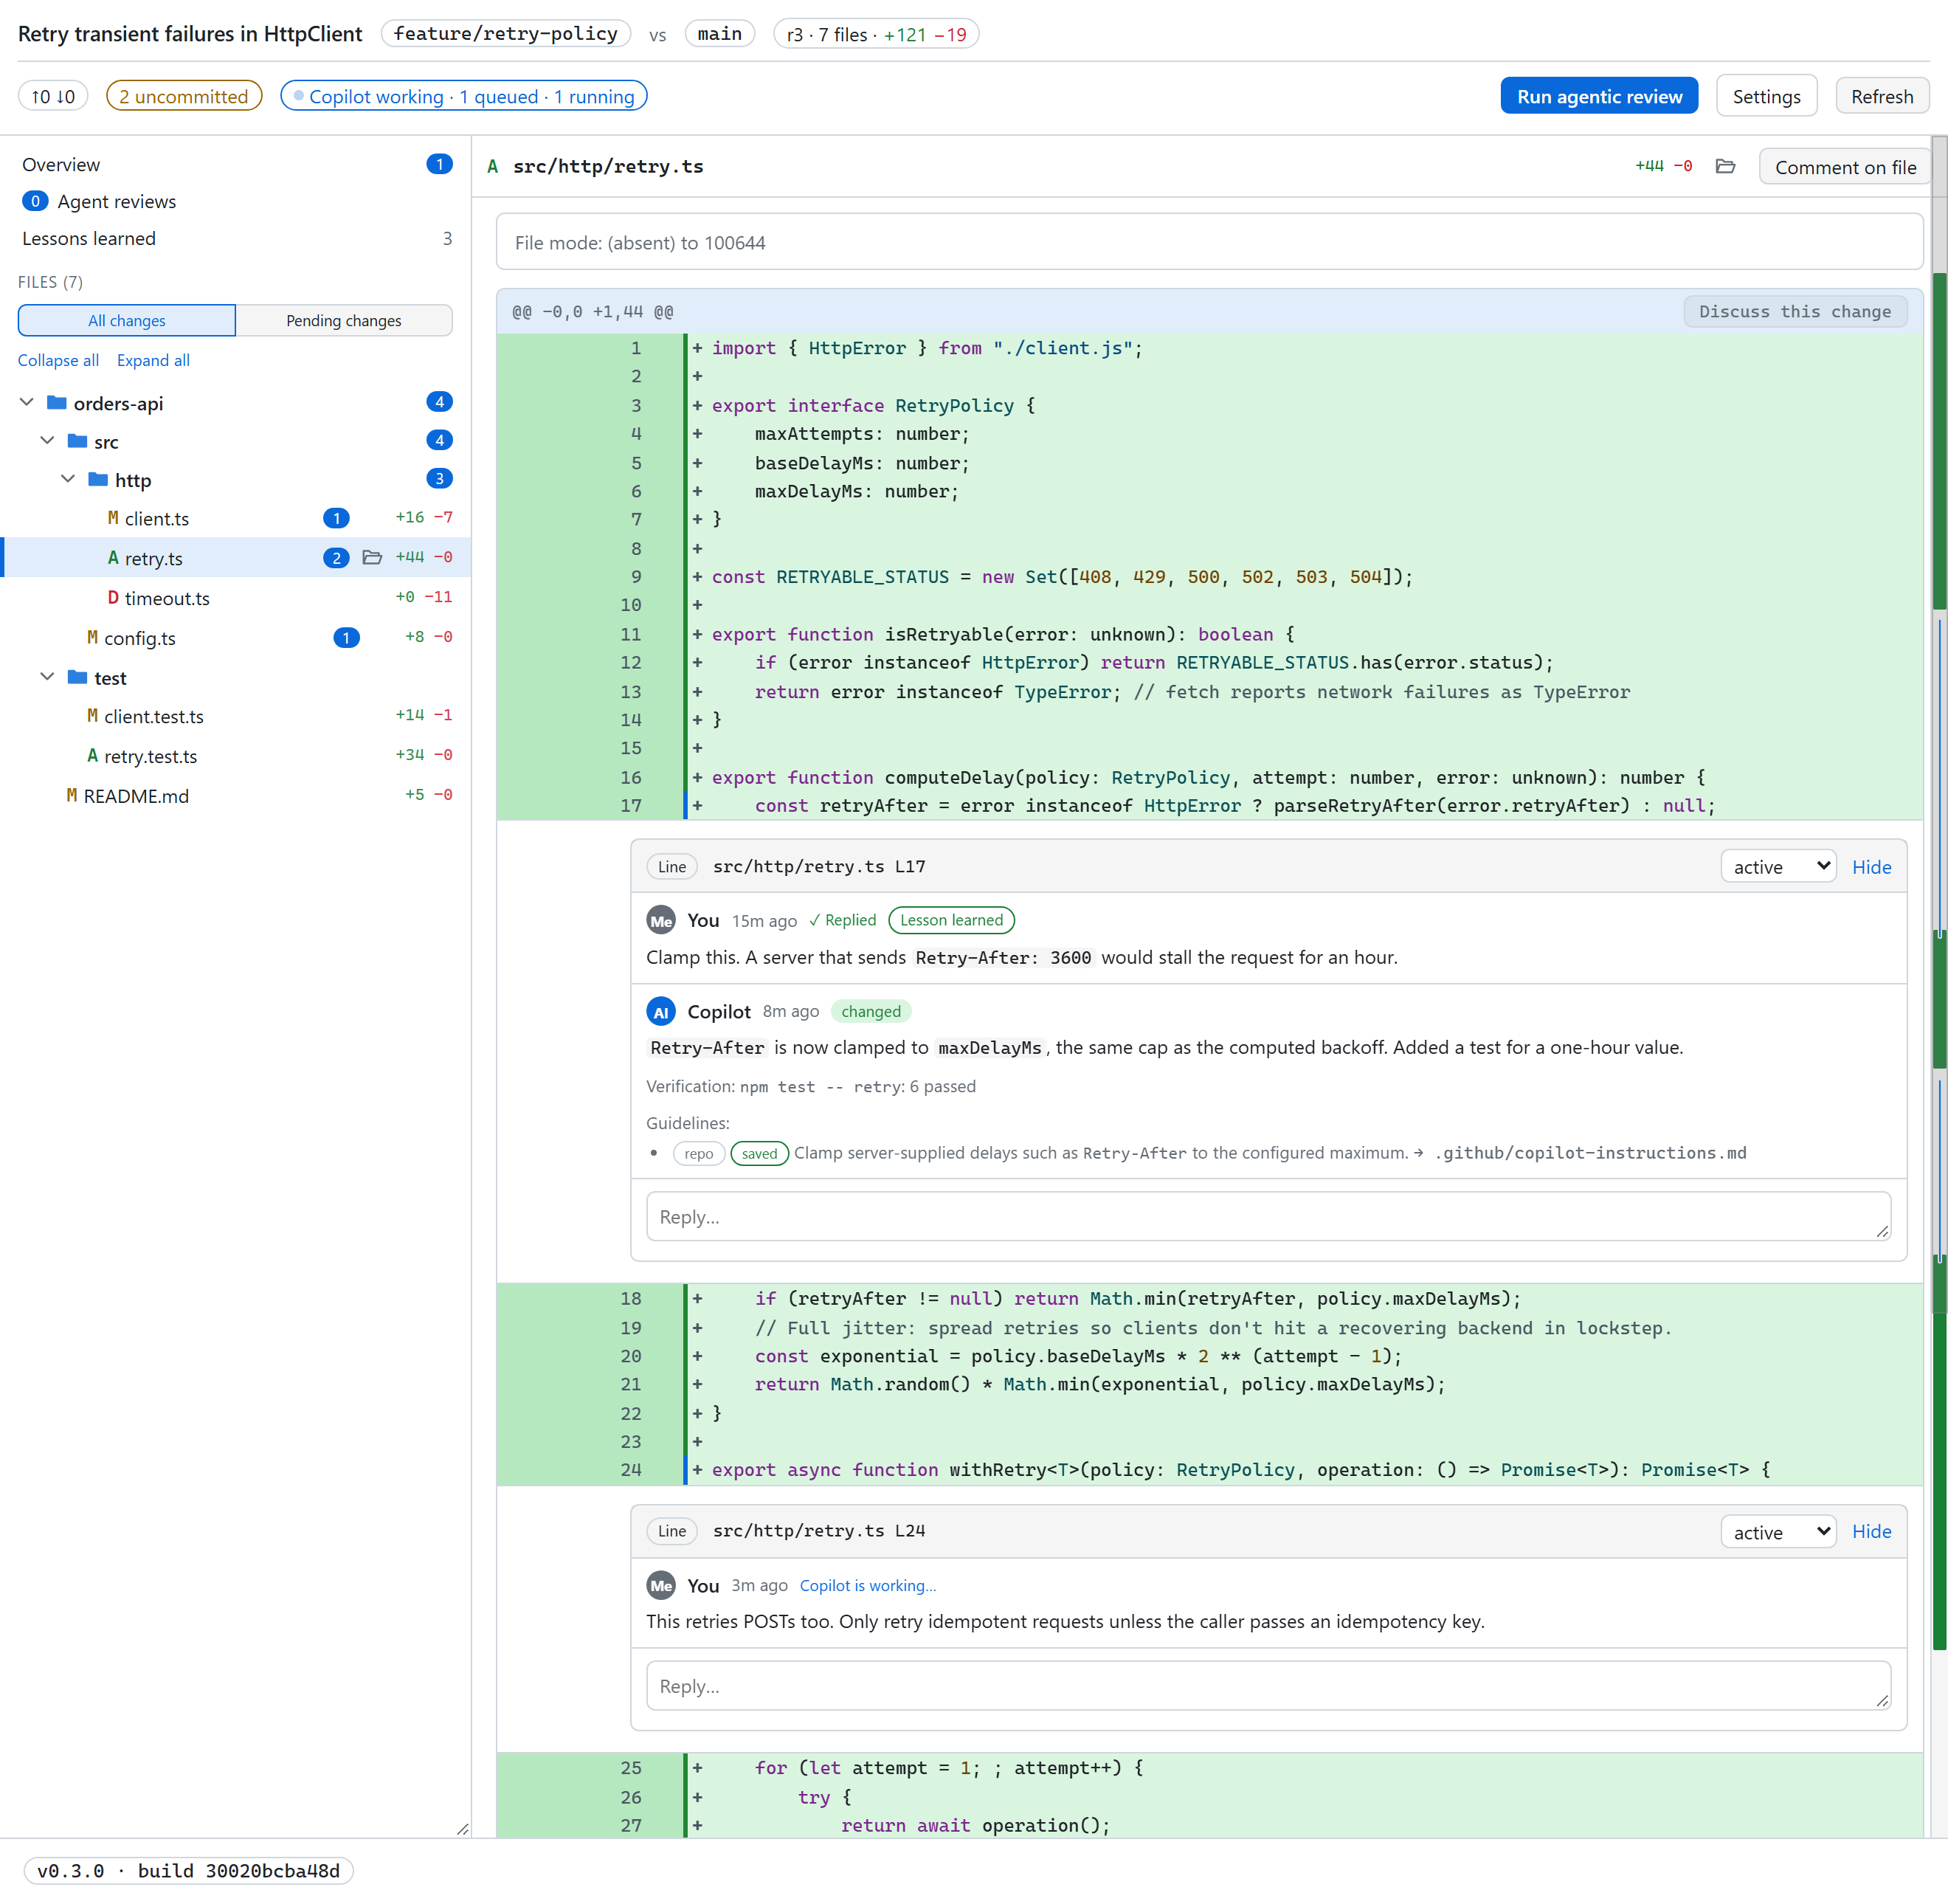 Retry transient failures in HttpClient feature/retry-policy vs main r3 · 7 files · +121 −19
↑0 ↓0 2 uncommitted Copilot working · 1 queued · 1 running Run agentic review Settings Refresh
Overview 1
0 Agent reviews
Lessons learned 3
FILES (7)
All changes Pending changes
Collapse all Expand all
orders-api 4
src 4
http 3
M client.ts 1 +16 −7
A retry.ts 2 +44 −0
D timeout.ts +0 −11
M config.ts 1 +8 −0
test
M client.test.ts +14 −1
A retry.test.ts +34 −0
M README.md +5 −0
A src/http/retry.ts +44 −0 Comment on file
File mode: (absent) to 100644
@@ −0,0 +1,44 @@ Discuss this change
1 + import { HttpError } from "./client.js";
2 +
3 + export interface RetryPolicy {
4 + maxAttempts: number;
5 + baseDelayMs: number;
6 + maxDelayMs: number;
7 + }
8 +
9 + const RETRYABLE_STATUS = new Set([408, 429, 500, 502, 503, 504]);
10 +
11 + export function isRetryable(error: unknown): boolean {
12 + if (error instanceof HttpError) return RETRYABLE_STATUS.has(error.status);
13 + return error instanceof TypeError; // fetch reports network failures as TypeError
14 + }
15 +
16 + export function computeDelay(policy: RetryPolicy, attempt: number, error: unknown): number {
17 + const retryAfter = error instanceof HttpError ? parseRetryAfter(error.retryAfter) : null;
Line src/http/retry.ts L17 active Hide
Me You 15m ago ✓ Replied Lesson learned
Clamp this. A server that sends Retry-After: 3600 would stall the request for an hour.
AI Copilot 8m ago changed
Retry-After is now clamped to maxDelayMs, the same cap as the computed backoff. Added a test for a one-hour value.
Verification: npm test -- retry: 6 passed
Guidelines:
• repo saved Clamp server-supplied delays such as Retry-After to the configured maximum. → .github/copilot-instructions.md
Reply...
18 + if (retryAfter != null) return Math.min(retryAfter, policy.maxDelayMs);
19 + // Full jitter: spread retries so clients don't hit a recovering backend in lockstep.
20 + const exponential = policy.baseDelayMs * 2 ** (attempt - 1);
21 + return Math.random() * Math.min(exponential, policy.maxDelayMs);
22 + }
23 +
24 + export async function withRetry<T>(policy: RetryPolicy, operation: () => Promise<T>): Promise<T> {
Line src/http/retry.ts L24 active Hide
Me You 3m ago Copilot is working...
This retries POSTs too. Only retry idempotent requests unless the caller passes an idempotency key.
Reply...
25 + for (let attempt = 1; ; attempt++) {
26 + try {
27 + return await operation();
v0.3.0 · build 30020bcba48d